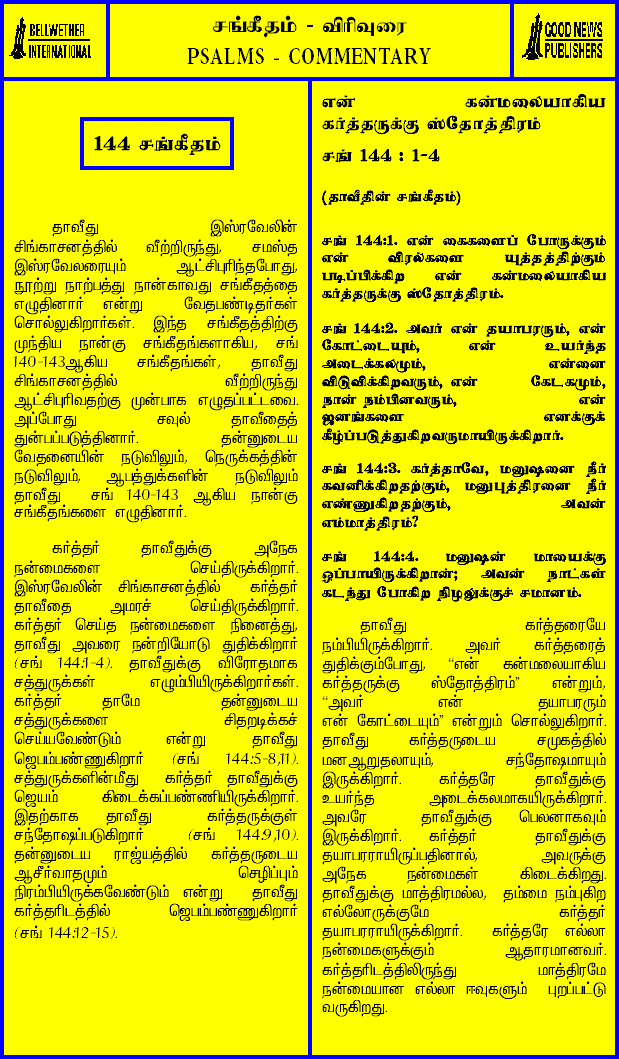 BELLWETHER
INTERNATIONAL
சங்கீதம் - விரிவுரை
PSALMS - COMMENTARY
GOOD NEWS
PUBLISHERS
144 சங்கீதம்
தாவீது இஸ்ரவேலின்
சிங்காசனத்தில் வீற்றிருந்து, சமஸ்த
இஸ்ரவேலரையும் ஆட்சிபுரிந்தபோது,
நூற்று நாற்பத்து நான்காவது சங்கீதத்தை
எழுதினார் என்று வேதபண்டிதர்கள்
சொல்லுகிறார்கள். இந்த சங்கீதத்திற்கு
முந்திய நான்கு சங்கீதங்களாகிய, சங்
140-143ஆகிய சங்கீதங்கள், தாவீது
சிங்காசனத்தில் வீற்றிருந்து
ஆட்சிபுரிவதற்கு முன்பாக எழுதப்பட்டவை.
அப்போது சவுல் தாவீதைத்
துன்பப்படுத்தினார். தன்னுடைய
வேதனையின் நடுவிலும், நெருக்கத்தின்
நடுவிலும், ஆபத்துக்களின் நடுவிலும்
தாவீது சங் 140-143 ஆகிய நான்கு
சங்கீதங்களை எழுதினார்.
கர்த்தர் தாவீதுக்கு அநேக
நன்மைகளை செய்திருக்கிறார்.
இஸ்ரவேலின் சிங்காசனத்தில் கர்த்தர்
தாவீதை அமரச் செய்திருக்கிறார்.
கர்த்தர் செய்த நன்மைகளை நினைத்து,
தாவீது அவரை நன்றியோடு துதிக்கிறார்
(சங் 144:1-4). தாவீதுக்கு விரோதமாக
சத்துருக்கள் எழும்பியிருக்கிறார்கள்.
கர்த்தர் தாமே தன்னுடைய
சத்துருக்களை சிதறடிக்கச்
செய்யவேண்டும் என்று தாவீது
ஜெபம்பண்ணுகிறார் (சங் 144:5-8,11).
சத்துருக்களின்மீது கர்த்தர் தாவீதுக்கு
ஜெயம் கிடைக்கப்பண்ணியிருக்கிறார்.
இதற்காக தாவீது கர்த்தருக்குள்
சந்தோஷப்படுகிறார் (சங் 144:9,10).
தன்னுடைய ராஜ்யத்தில் கர்த்தருடைய
ஆசீர்வாதமும் செழிப்பும்
நிரம்பியிருக்கவேண்டும் என்று தாவீது
கர்த்தரிடத்தில் ஜெபம்பண்ணுகிறார்
(சங் 144:12-15).
என் கன்மலையாகிய
கர்த்தருக்கு ஸ்தோத்திரம்
சங் 144 : 1-4
(தாவீதின் சங்கீதம்)
சங் 144:1. என் கைகளைப் போருக்கும்
என் விரல்களை யுத்தத்திற்கும்
படிப்பிக்கிற என் கன்மலையாகிய
கர்த்தருக்கு ஸ்தோத்திரம்.
சங் 144:2. அவர் என் தயாபரரும், என்
கோட்டையும், என் உயர்ந்த
அடைக்கலமும், என்னை
விடுவிக்கிறவரும், என் கேடகமும்,
நான் நம்பினவரும், என்
ஜனங்களை எனக்குக்
கீழ்ப்படுத்துகிறவருமாயிருக்கிறார்.
சங் 144:3. கர்த்தாவே, மனுஷனை நீர்
கவனிக்கிறதற்கும், மனுபுத்திரனை நீர்
எண்ணுகிறதற்கும், அவன்
எம்மாத்திரம்?
சங் 144:4. மனுஷன் மாயைக்கு
ஒப்பாயிருக்கிறான்; அவன் நாட்கள்
கடந்து போகிற நிழலுக்குச் சமானம்.
தாவீது கர்த்தரையே
நம்பியிருக்கிறார். அவர் கர்த்தரைத்
துதிக்கும்போது, “என் கன்மலையாகிய
கர்த்தருக்கு ஸ்தோத்திரம்” என்றும்,
“அவர் என் தயாபரரும்
என் கோட்டையும்” என்றும் சொல்லுகிறார்.
தாவீது கர்த்தருடைய சமுகத்தில்
மனஆறுதலாயும், சந்தோஷமாயும்
இருக்கிறார். கர்த்தரே தாவீதுக்கு
உயர்ந்த அடைக்கலமாகயிருக்கிறார்.
அவரே தாவீதுக்கு பெலனாகவும்
இருக்கிறார். கர்த்தர் தாவீதுக்கு
தயாபரராயிருப்பதினால், அவருக்கு
அநேக நன்மைகள் கிடைக்கிறது.
தாவீதுக்கு மாத்திரமல்ல, தம்மை நம்புகிற
எல்லோருக்குமே கர்த்தர்
தயாபரராயிருக்கிறார். கர்த்தரே எல்லா
நன்மைகளுக்கும் ஆதாரமானவர்.
கர்த்தரிடத்திலிருந்து மாத்திரமே
நன்மையான எல்லா ஈவுகளும் புறப்பட்டு
வருகிறது.